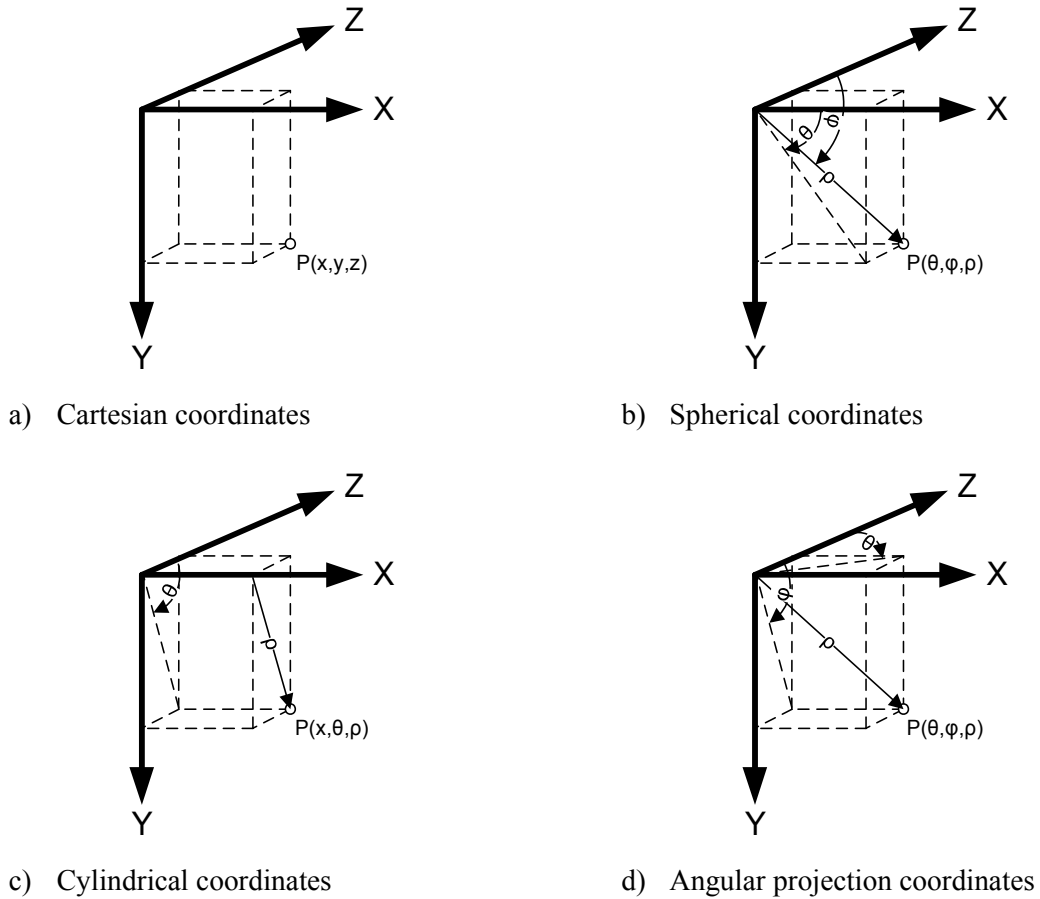 Z
X
P(x,y,z)
Y
a) Cartesian coordinates
Z
X
θ
φ
ρ
P(θ,φ,ρ)
Y
b) Spherical coordinates
Z
X
θ
ρ
P(x,θ,ρ)
Y
c) Cylindrical coordinates
Z
θ
X
φ
ρ
P(θ,φ,ρ)
Y
d) Angular projection coordinates